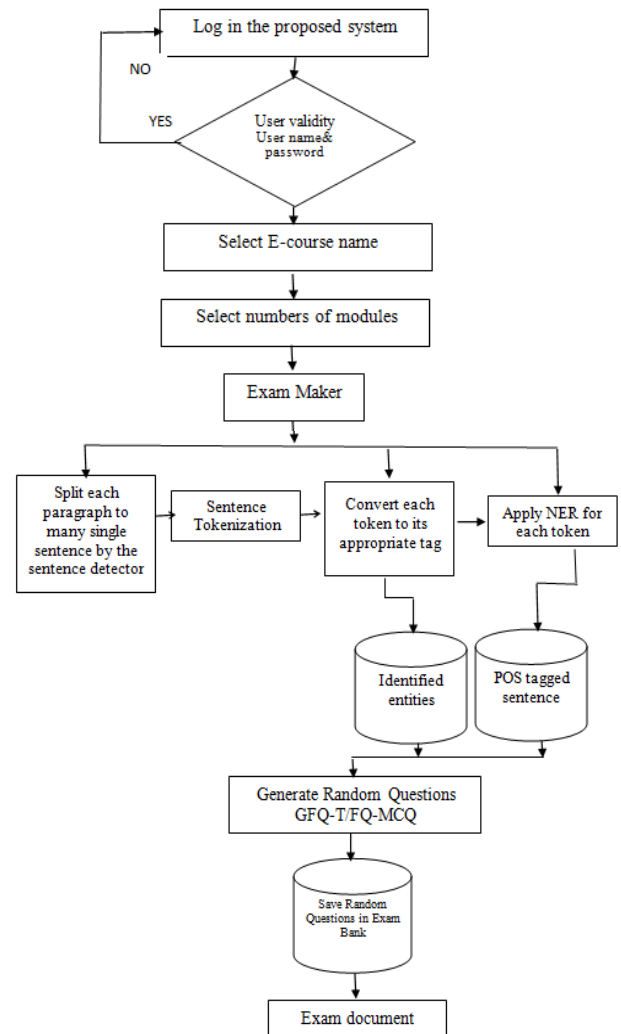 Log in the proposed system
NO
YES
User validity
User name&
password
Select E-course name
Select numbers of modules
Exam Maker
Split each
paragraph to
many single
sentence by the
sentence detector
Sentence
Tokenization
Convert each
token to its
appropriate tag
Apply NER for
each token
Identified
entities
POS tagged
sentence
Generate Random Questions
GFQ-T/FQ-MCQ
Save Random
Questions in Exam
Bank
Exam document